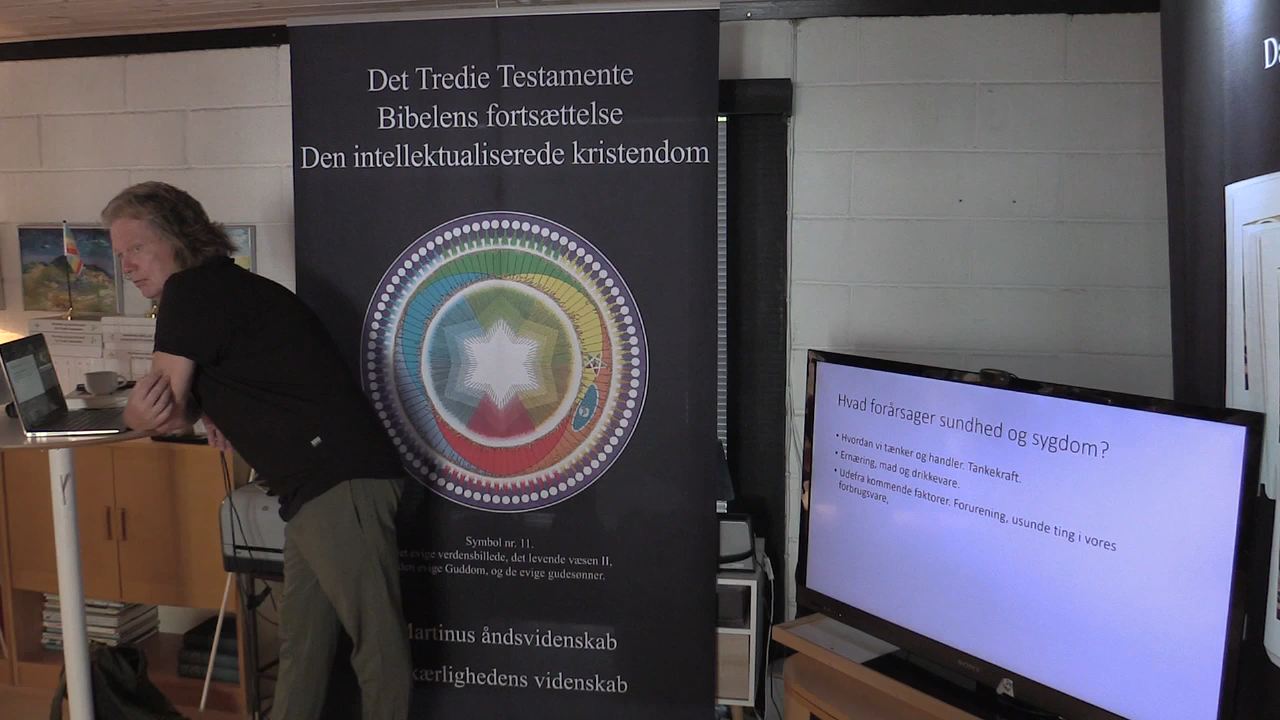 Det Tredie Testamente
Bibelens fortsættelse
Den intellektualiserede kristendom
Symbol nr. 11.
evige verdensbillede, det levende væsen II,
den evige Guddom, og de evige gudesønner.
Martinus åndsvidenskab
kærlighedens videnskab
Hvad forårsager sundhed og sygdom?
• Hvordan vi tænker og handler. Tankekraft.
• Ernæring, mad og drikkevare.
• Udefra kommende faktorer. Forurening, usunde ting i vores
forbrugsvare,
SONY